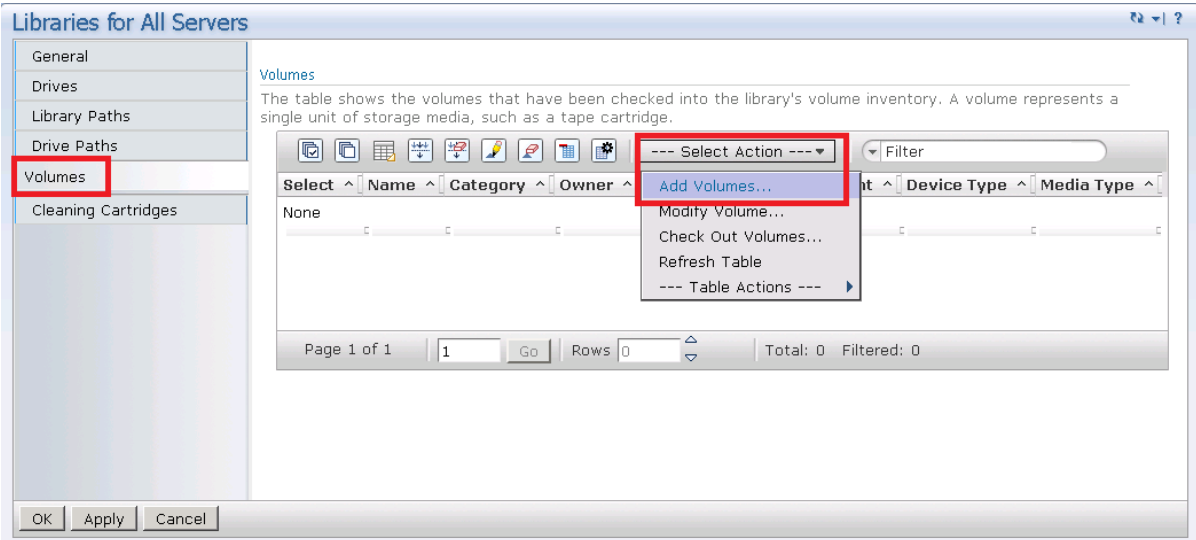 Libraries for All Servers
?
General
Drives
Library Paths
Drive Paths
Volumes
Cleaning Cartridges
Volumes
The table shows the volumes that have been checked into the library's volume inventory. A volume represents a
single unit of storage media, such as a tape cartridge.
--- Select Action ---
Filter
Select ^ Name ^ Category ^ Owner ^ nt ^ Device Type ^ Media Type ^
None
Add Volumes...
Modify Volume...
Check Out Volumes...
Refresh Table
--- Table Actions ---
Page 1 of 1 1 Go Rows 0 Total: 0 Filtered: 0
OK Apply Cancel